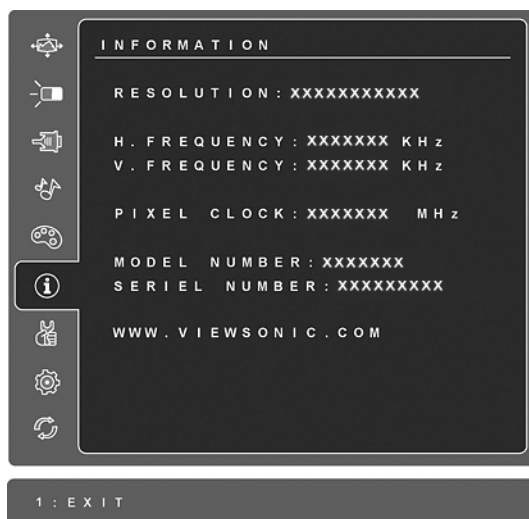 INFORMATION
RESOLUTION: XXXXXXXXXXX
H. FREQUENCY: XXXXXXX KHz
V. FREQUENCY: XXXXXXX KHz
PIXEL CLOCK: XXXXXXX MHz
MODEL NUMBER: XXXXXXX
SERIEL NUMBER: XXXXXXXXX
WWW.VIEWSONIC.COM
1:EXIT